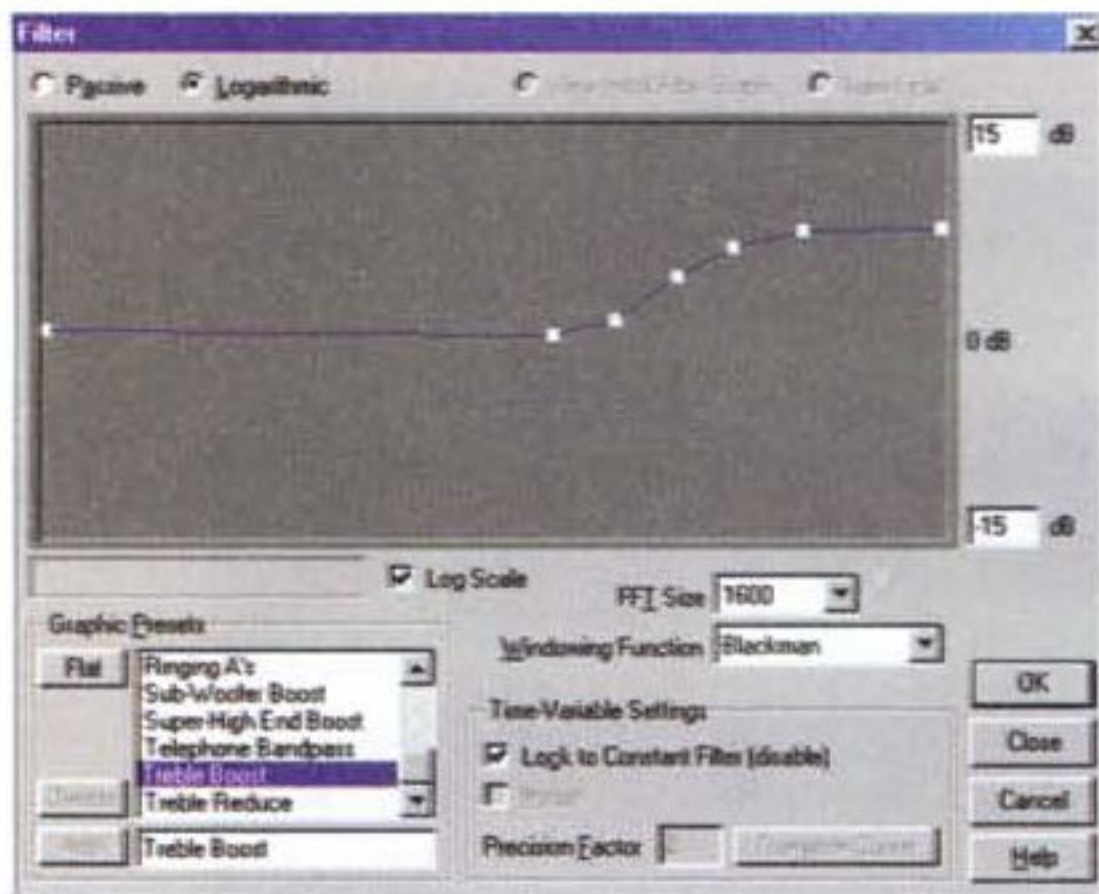 Filter
Passive Logarithmic
15 dB
0 dB
-15 dB
Log Scale
FFT Size 1600
Graphic Presets
Windowing Function Blackman
Flat
Ringing A's
Sub-Woofer Boost
Super-High End Boost
Telephone Bandpass
Treble Boost
Treble Reduce
Treble Boost
Time-Variable Settings
Lock to Constant Filter (disable)
Precision Factor
OK
Close
Cancel
Help